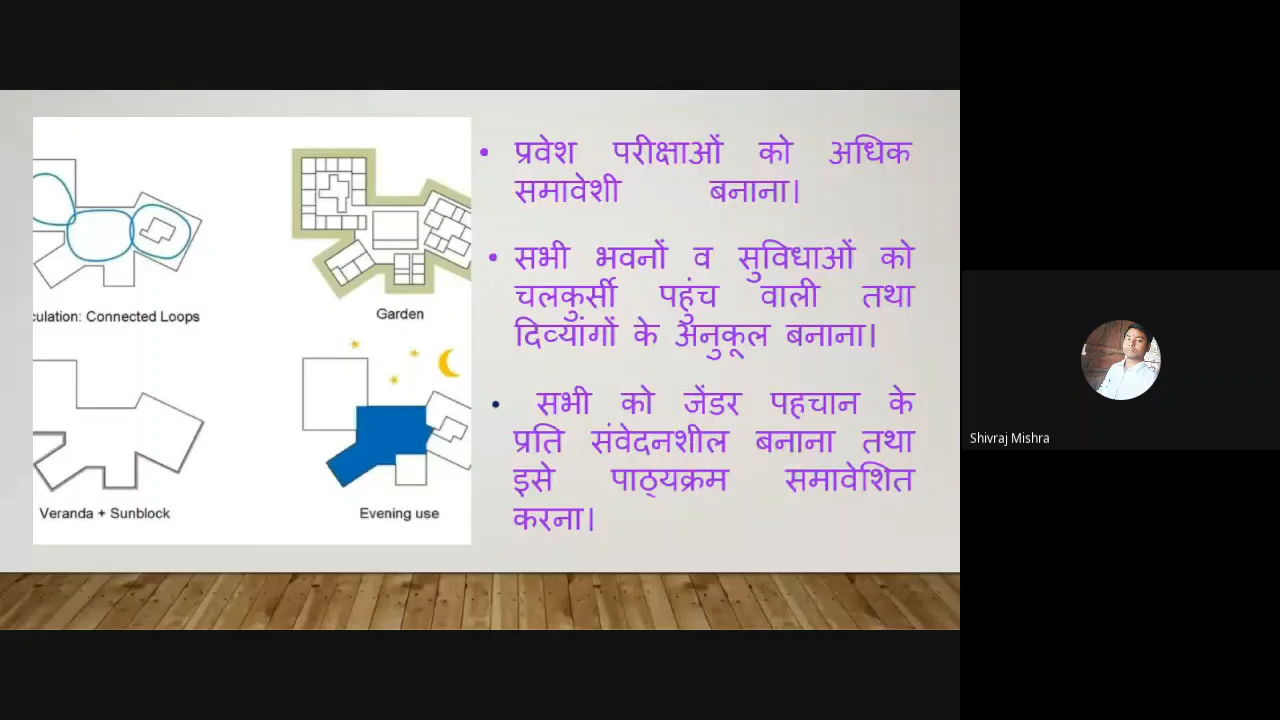 culation: Connected Loops
Garden
Veranda + Sunblock
Evening use
• प्रवेश परीक्षाओं को अधिक
समावेशी बनाना।
• सभी भवनों व सुविधाओं को
चलकुर्सी पहुंच वाली तथा
दिव्यांगों के अनुकूल बनाना।
• सभी को जेंडर पहचान के
प्रति संवेदनशील बनाना तथा
इसे पाठ्यक्रम समावेशित
करना।
Shivraj Mishra